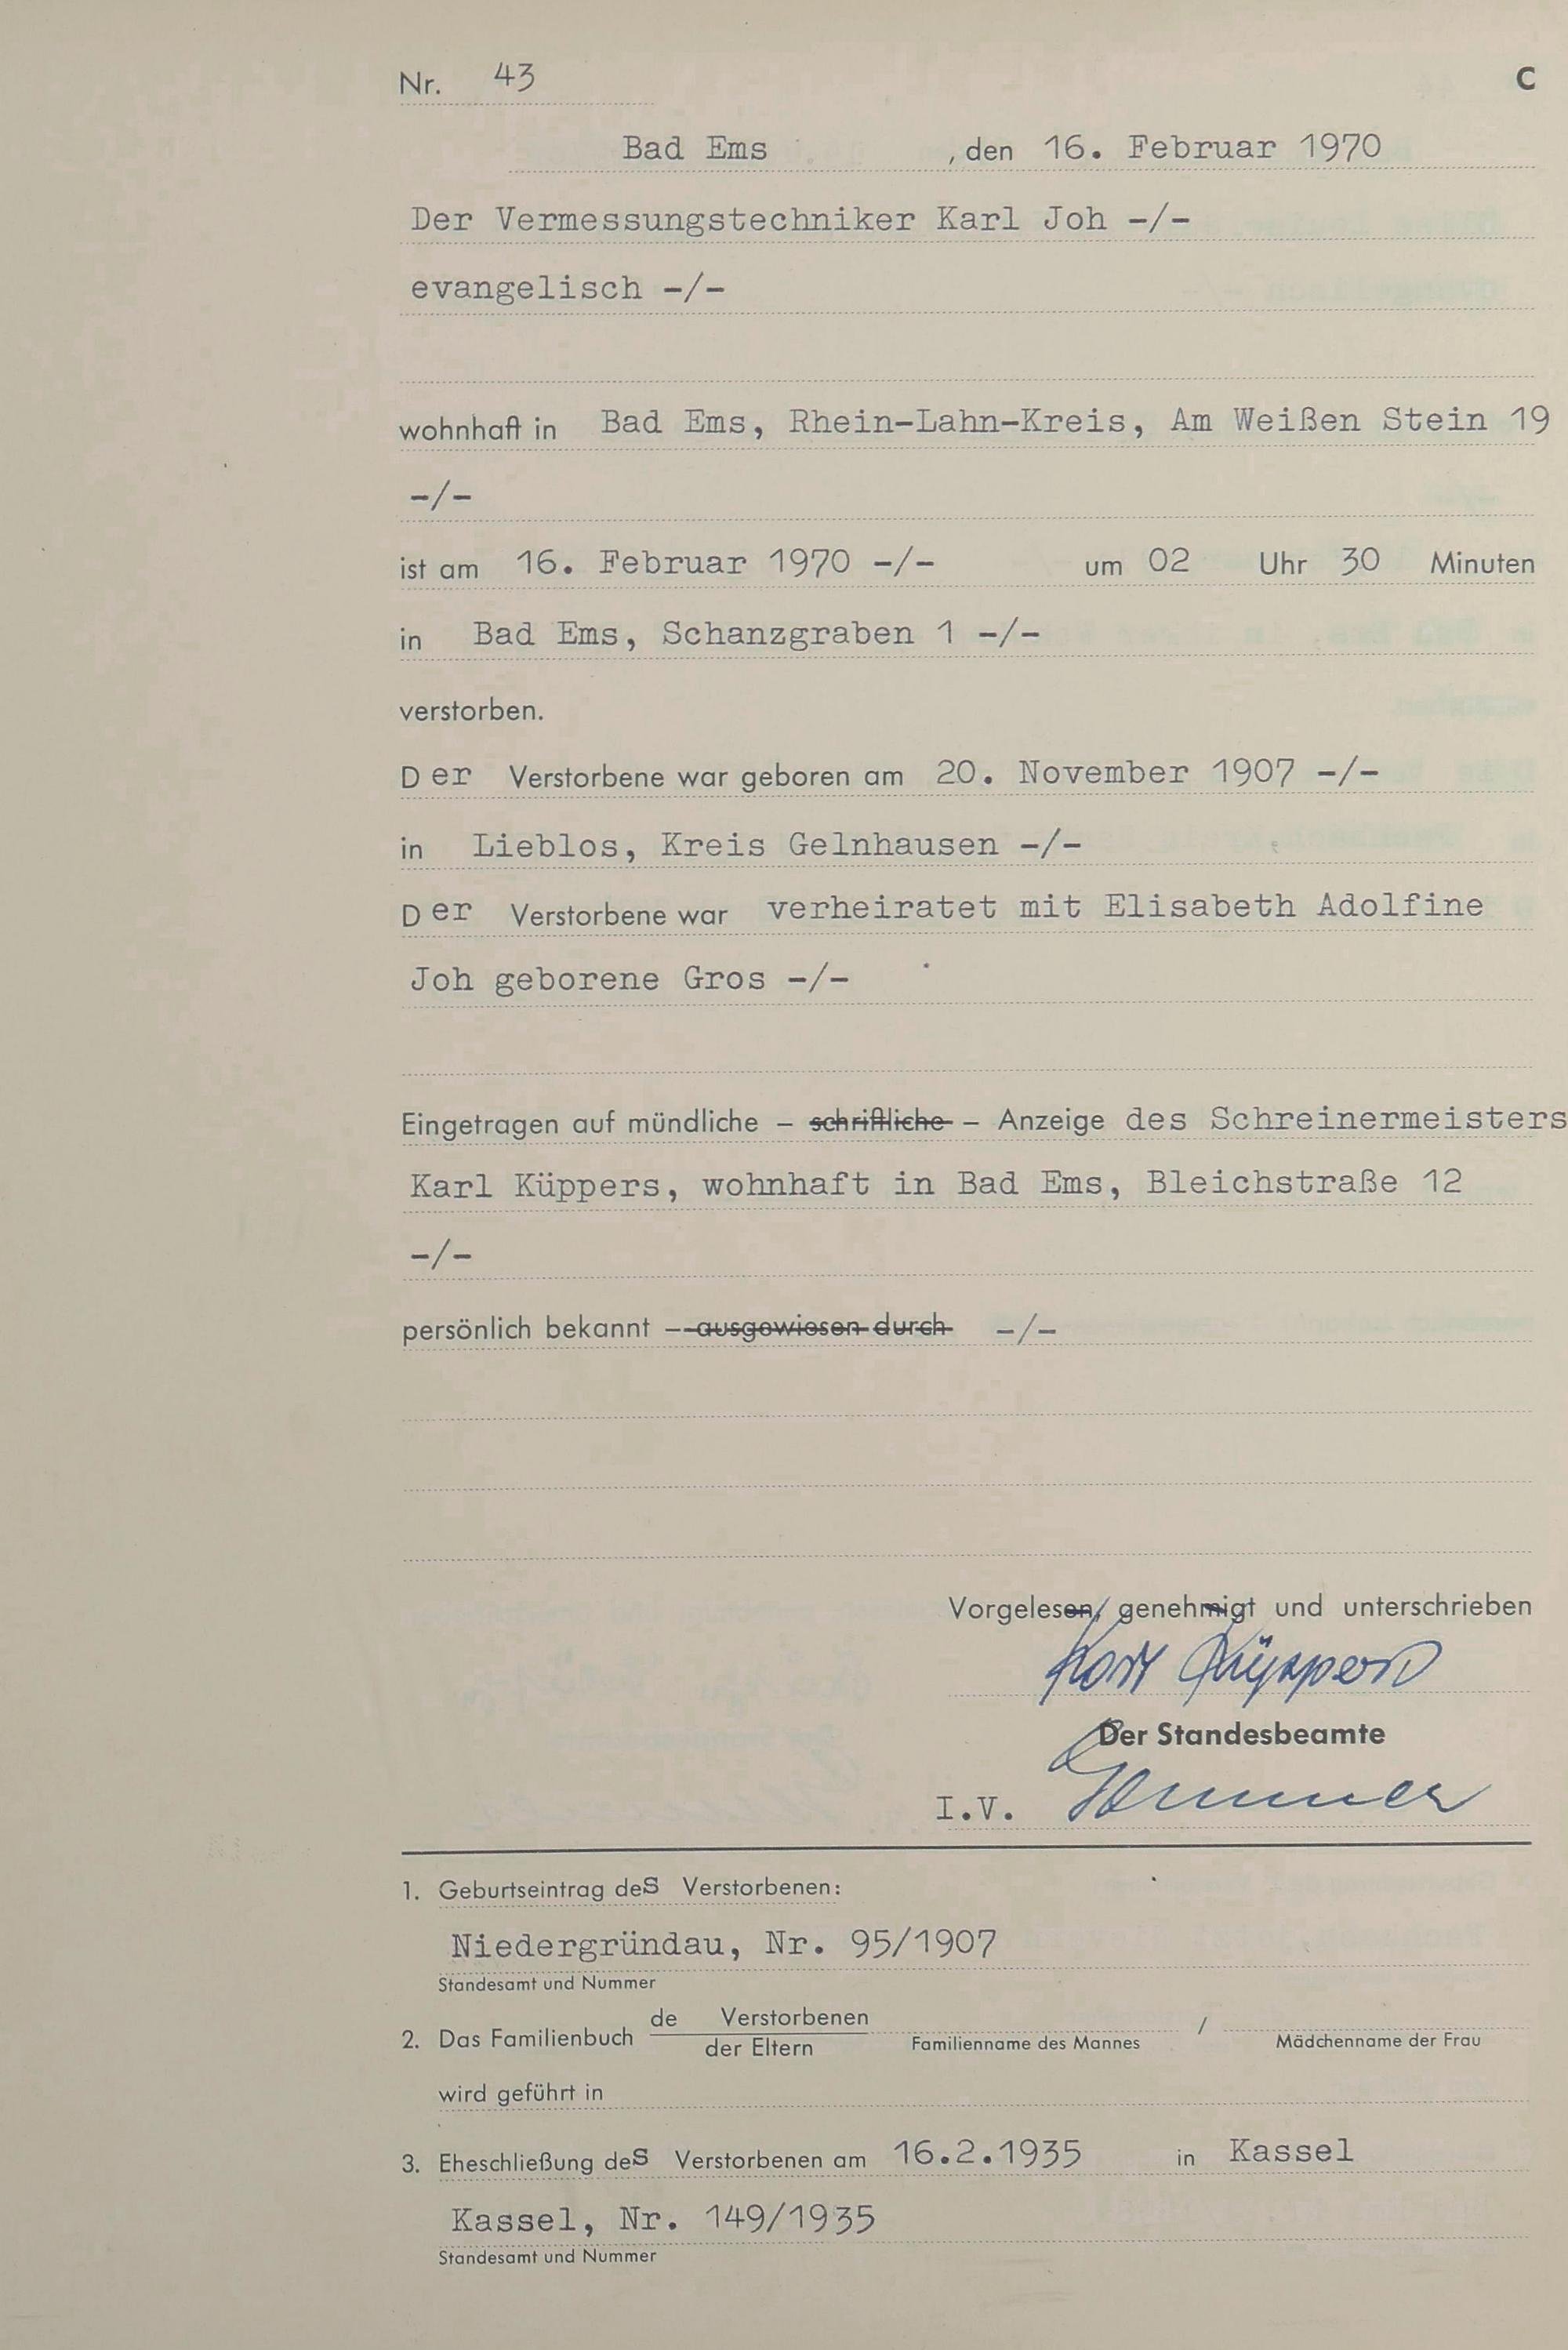 Nr. 43
C
Bad Ems , den 16. Februar 1970
Der Vermessungstechniker Karl Joh -/-
evangelisch -/-
wohnhaft in Bad Ems, Rhein-Lahn-Kreis, Am Weißen Stein 19
-/-
ist am 16. Februar 1970 -/- um 02 Uhr 30 Minuten
in Bad Ems, Schanzgraben 1 -/-
verstorben.
Der Verstorbene war geboren am 20. November 1907 -/-
in Lieblos, Kreis Gelnhausen -/-
Der Verstorbene war verheiratet mit Elisabeth Adolfine
Joh geborene Gros -/-
Eingetragen auf mündliche – schriftliche – Anzeige des Schreinermeisters
Karl Küppers, wohnhaft in Bad Ems, Bleichstraße 12
-/-
persönlich bekannt – ausgewiesen durch -/-
Vorgelesen, genehmigt und unterschrieben
Karl Küppers
Der Standesbeamte
I.V.
1. Geburtseintrag deS Verstorbenen:
Niedergründau, Nr. 95/1907
Standesamt und Nummer
de Verstorbenen
2. Das Familienbuch der Eltern Familienname des Mannes / Mädchenname der Frau
wird geführt in
3. Eheschließung deS Verstorbenen am 16.2.1935 in Kassel
Kassel, Nr. 149/1935
Standesamt und Nummer